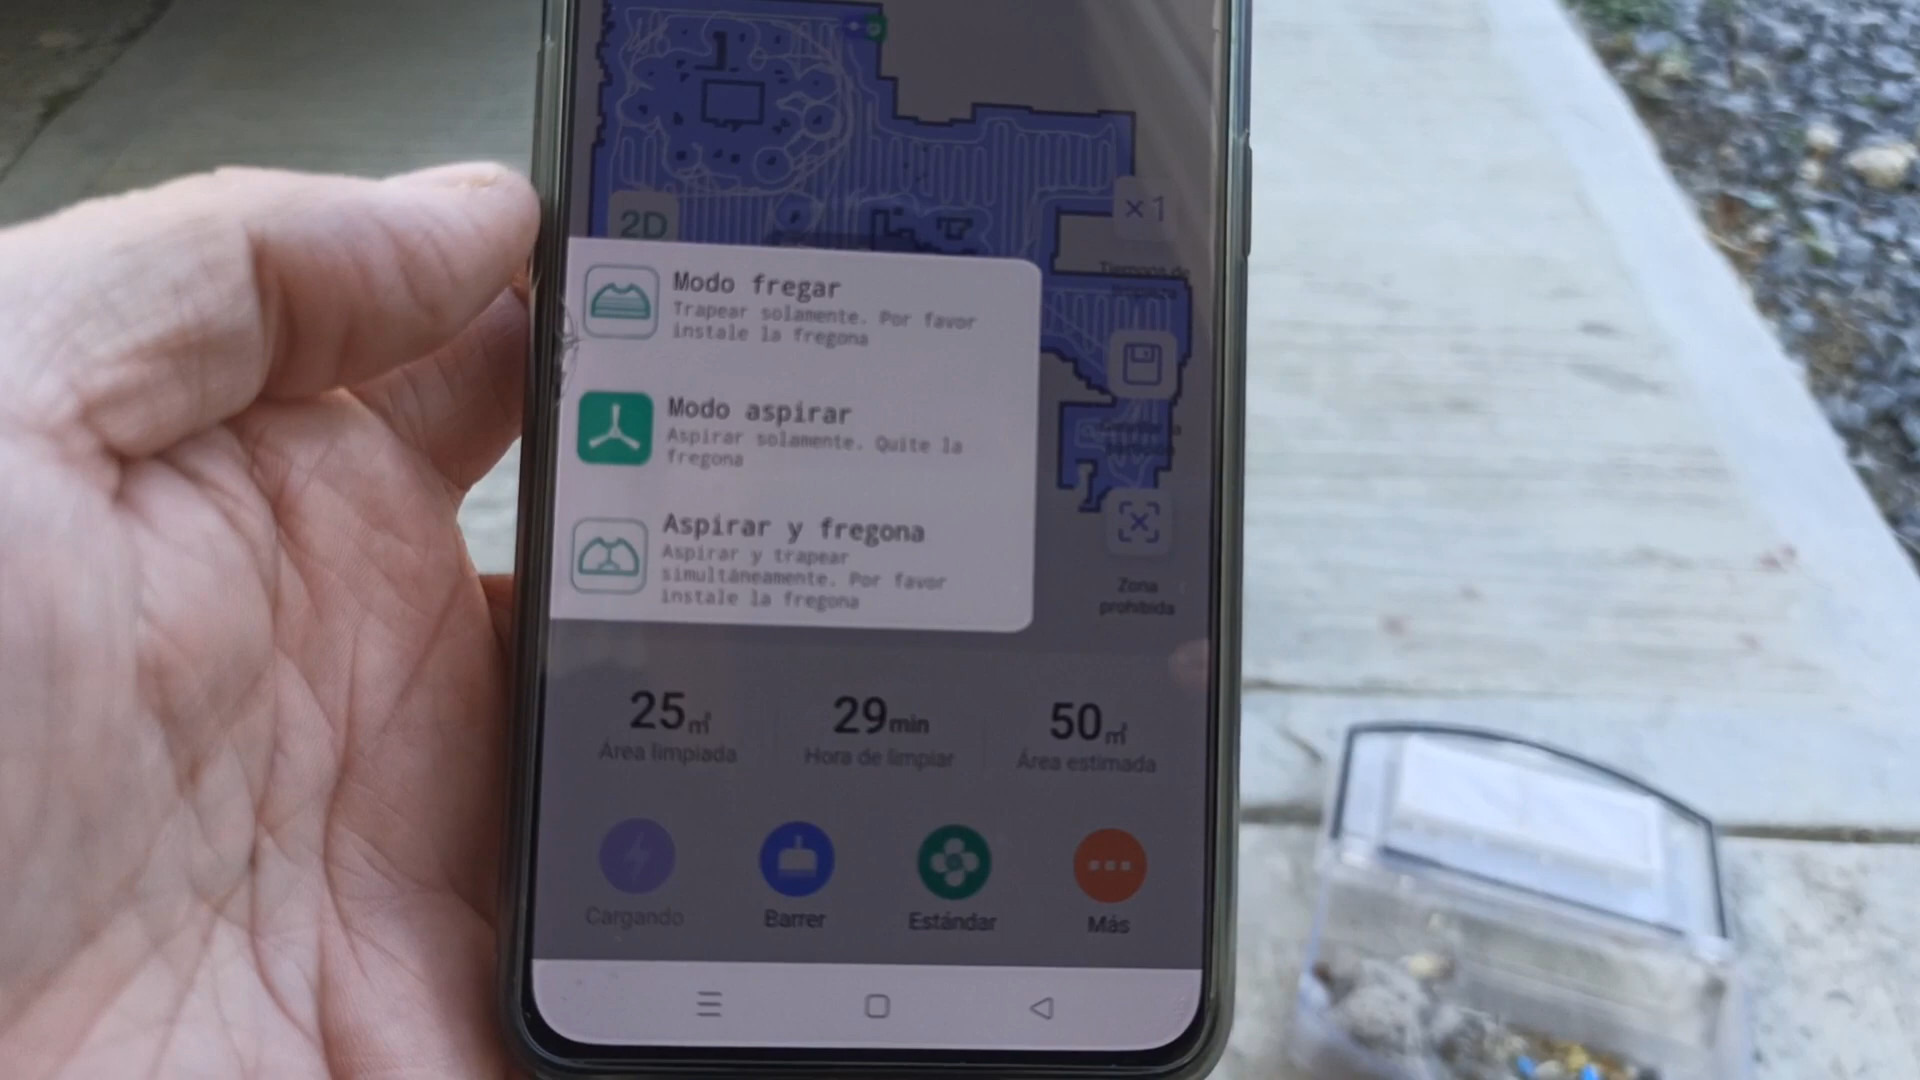 2D
×1
Modo fregar
Trapear solamente. Por favor
instale la fregona
Modo aspirar
Aspirar solamente. Quite la
fregona
Aspirar y fregona
Aspirar y trapear
simultáneamente. Por favor
instale la fregona
Tiempos de
Zona
prohibida
25㎡
Área limpiada
29min
Hora de limpiar
50㎡
Área estimada
Cargando
Barrer
Estándar
Más